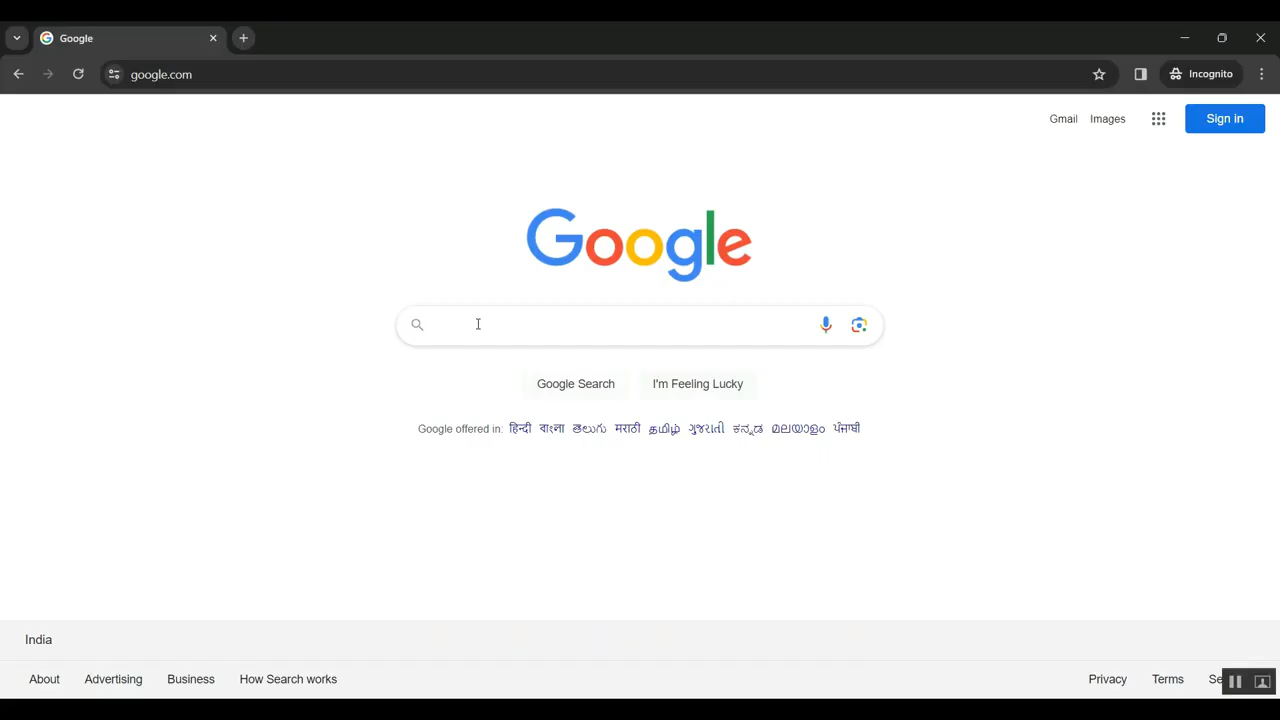 Google
google.com
Incognito
Gmail Images Sign in
Google
Google Search I'm Feeling Lucky
Google offered in: हिन्दी বাংলা తెలుగు मराठी தமிழ் ગુજરાતી ಕನ್ನಡ മലയാളം ਪੰਜਾਬੀ
India
About Advertising Business How Search works Privacy Terms Se